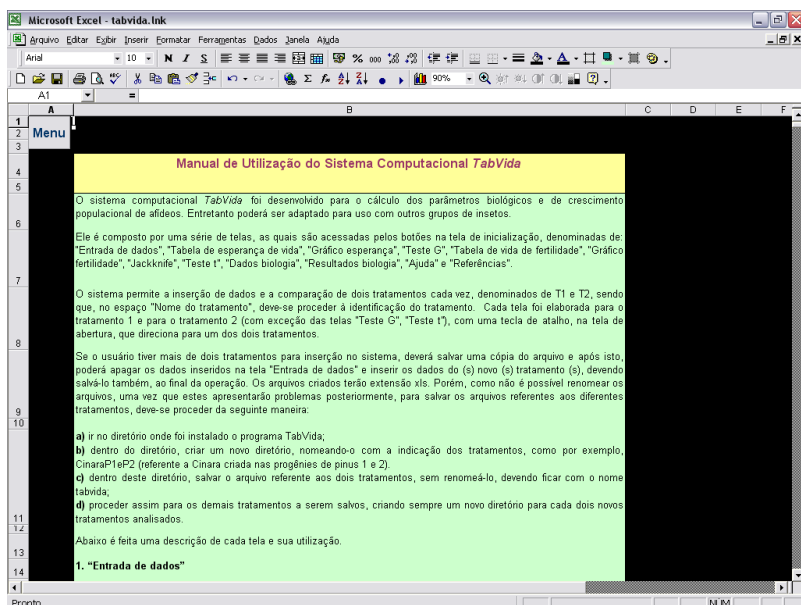 Microsoft Excel - tabvida.lnk
Arquivo Editar Exibir Inserir Formatar Ferramentas Dados Janela Ajuda
Arial 10 N I S % 000
90%
A1 =
A B C D E F
1
2 Menu
3
4 Manual de Utilização do Sistema Computacional TabVida
5
O sistema computacional TabVida foi desenvolvido para o cálculo dos parâmetros biológicos e de crescimento
populacional de afídeos. Entretanto poderá ser adaptado para uso com outros grupos de insetos.
6
Ele é composto por uma série de telas, as quais são acessadas pelos botões na tela de inicialização, denominadas de:
"Entrada de dados", "Tabela de esperança de vida", "Gráfico esperança", "Teste G", "Tabela de vida de fertilidade", "Gráfico
fertilidade", "Jackknife", "Teste t", "Dados biologia", "Resultados biologia", "Ajuda" e "Referências".
7
O sistema permite a inserção de dados e a comparação de dois tratamentos cada vez, denominados de T1 e T2, sendo
que, no espaço "Nome do tratamento", deve-se proceder à identificação do tratamento. Cada tela foi elaborada para o
tratamento 1 e para o tratamento 2 (com exceção das telas "Teste G", "Teste t"), com uma tecla de atalho, na tela de
abertura, que direciona para um dos dois tratamentos.
8
Se o usuário tiver mais de dois tratamentos para inserção no sistema, deverá salvar uma cópia do arquivo e após isto,
poderá apagar os dados inseridos na tela "Entrada de dados" e inserir os dados do (s) novo (s) tratamento (s), devendo
salvá-lo também, ao final da operação. Os arquivos criados terão extensão xls. Porém, como não é possível renomear os
arquivos, uma vez que estes apresentarão problemas posteriormente, para salvar os arquivos referentes aos diferentes
tratamentos, deve-se proceder da seguinte maneira:
9
10
a) ir no diretório onde foi instalado o programa TabVida;
b) dentro do diretório, criar um novo diretório, nomeando-o com a indicação dos tratamentos, como por exemplo,
CinaraP1eP2 (referente a Cinara criada nas progênies de pinus 1 e 2).
c) dentro deste diretório, salvar o arquivo referente aos dois tratamentos, sem renomeá-lo, devendo ficar com o nome
tabvida;
d) proceder assim para os demais tratamentos a serem salvos, criando sempre um novo diretório para cada dois novos
tratamentos analisados.
11
12
Abaixo é feita uma descrição de cada tela e sua utilização.
13
14 1. “Entrada de dados”
Pronto NÚM